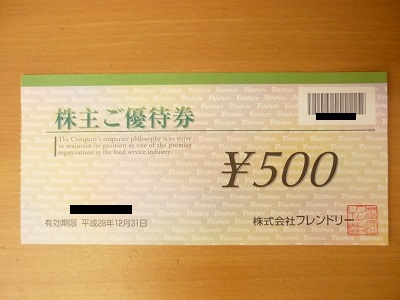 株主ご優待券
The Company's corporate philosophy is to strive
to maintain its position as one of the premier
organizations in the food service industry.
¥500
有効期限 平成28年12月31日
株式会社フレンドリー